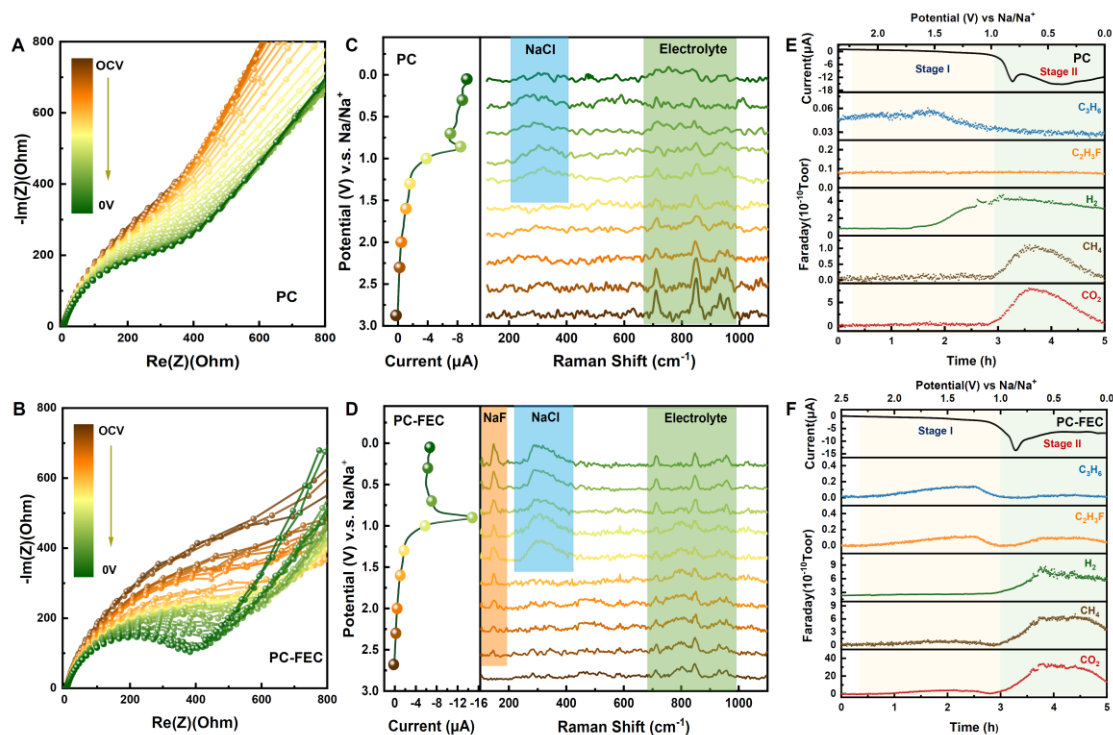 A
800
600
400
200
0
OCV
0V
PC
0 200 400 600 800
-Im(Z)(Ohm)
Re(Z)(Ohm)
C
PC
NaCl
Electrolyte
0.0
0.5
1.0
1.5
2.0
2.5
3.0
Potential (V) v.s. Na/Na⁺
0 -4 -8
200 400 600 800 1000
Current (μA)
Raman Shift (cm⁻¹)
E
Potential (V) vs Na/Na⁺
2.0 1.5 1.0 0.5 0.0
Current(μA)
0
-6
-12
-18
Stage I
Stage II
PC
0.06
0.03
C₃H₆
0.2
0.1
0.0
C₂H₃F
4
2
0
H₂
1.0
0.5
0.0
CH₄
5
0
CO₂
Faraday(10⁻¹⁰Toor)
0 1 2 3 4 5
Time (h)
B
800
600
400
200
0
OCV
0V
PC-FEC
0 200 400 600 800
-Im(Z)(Ohm)
Re(Z)(Ohm)
D
PC-FEC
NaF
NaCl
Electrolyte
0.0
0.5
1.0
1.5
2.0
2.5
3.0
Potential (V) v.s. Na/Na⁺
0 -4 -8 -12 -16
200 400 600 800 1000
Current (μA)
Raman Shift (cm⁻¹)
F
Potential(V) vs Na/Na⁺
2.5 2.0 1.5 1.0 0.5 0.0
Current(μA)
0
-5
-10
-15
Stage I
Stage II
PC-FEC
0.4
0.2
0.0
C₃H₆
0.4
0.2
0.0
C₂H₃F
9
6
3
H₂
6
3
0
CH₄
40
20
0
CO₂
Faraday(10⁻¹⁰Toor)
0 1 2 3 4 5
Time (h)